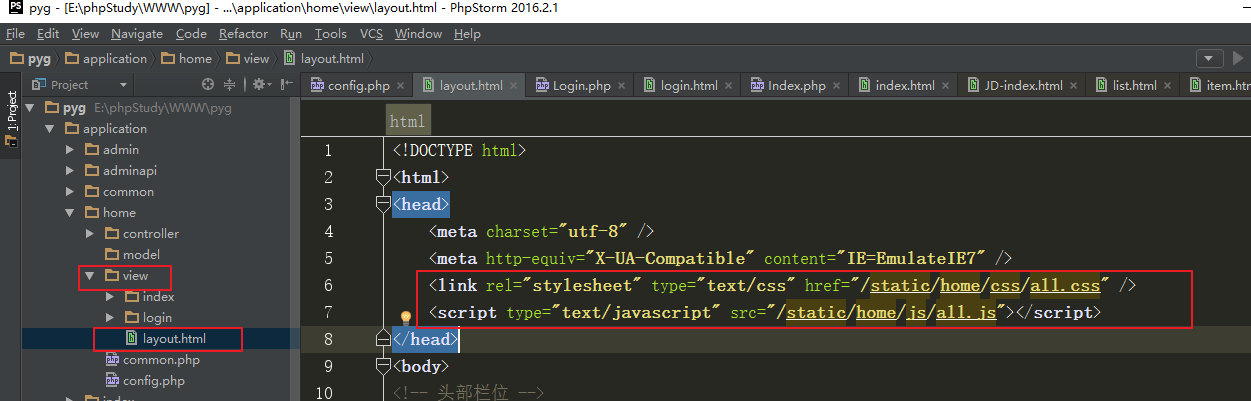 PS pyg - [E:\phpStudy\WWW\pyg] - ...\application\home\view\layout.html - PhpStorm 2016.2.1
File Edit View Navigate Code Refactor Run Tools VCS Window Help
pyg application home view layout.html
Project
config.php layout.html Login.php login.html Index.php index.html JD-index.html list.html item.htm
1: Project
pyg E:\phpStudy\WWW\pyg
application
admin
adminapi
common
home
controller
model
view
index
login
layout.html
common.php
config.php
index
html
1 <!DOCTYPE html>
2 <html>
3 <head>
4 <meta charset="utf-8" />
5 <meta http-equiv="X-UA-Compatible" content="IE=EmulateIE7" />
6 <link rel="stylesheet" type="text/css" href="/static/home/css/all.css" />
7 <script type="text/javascript" src="/static/home/js/all.js"></script>
8 </head>
9 <body>
10 <!-- 头部栏位 -->